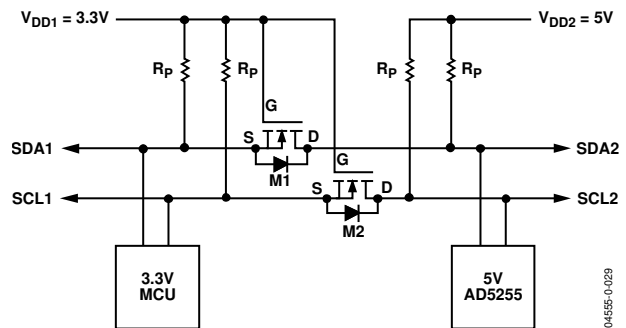 VDD1 = 3.3V
VDD2 = 5V
RP
RP
RP
RP
G
SDA1
S
D
G
SDA2
M1
SCL1
S
D
SCL2
M2
3.3V
MCU
5V
AD5255
04555-0-029